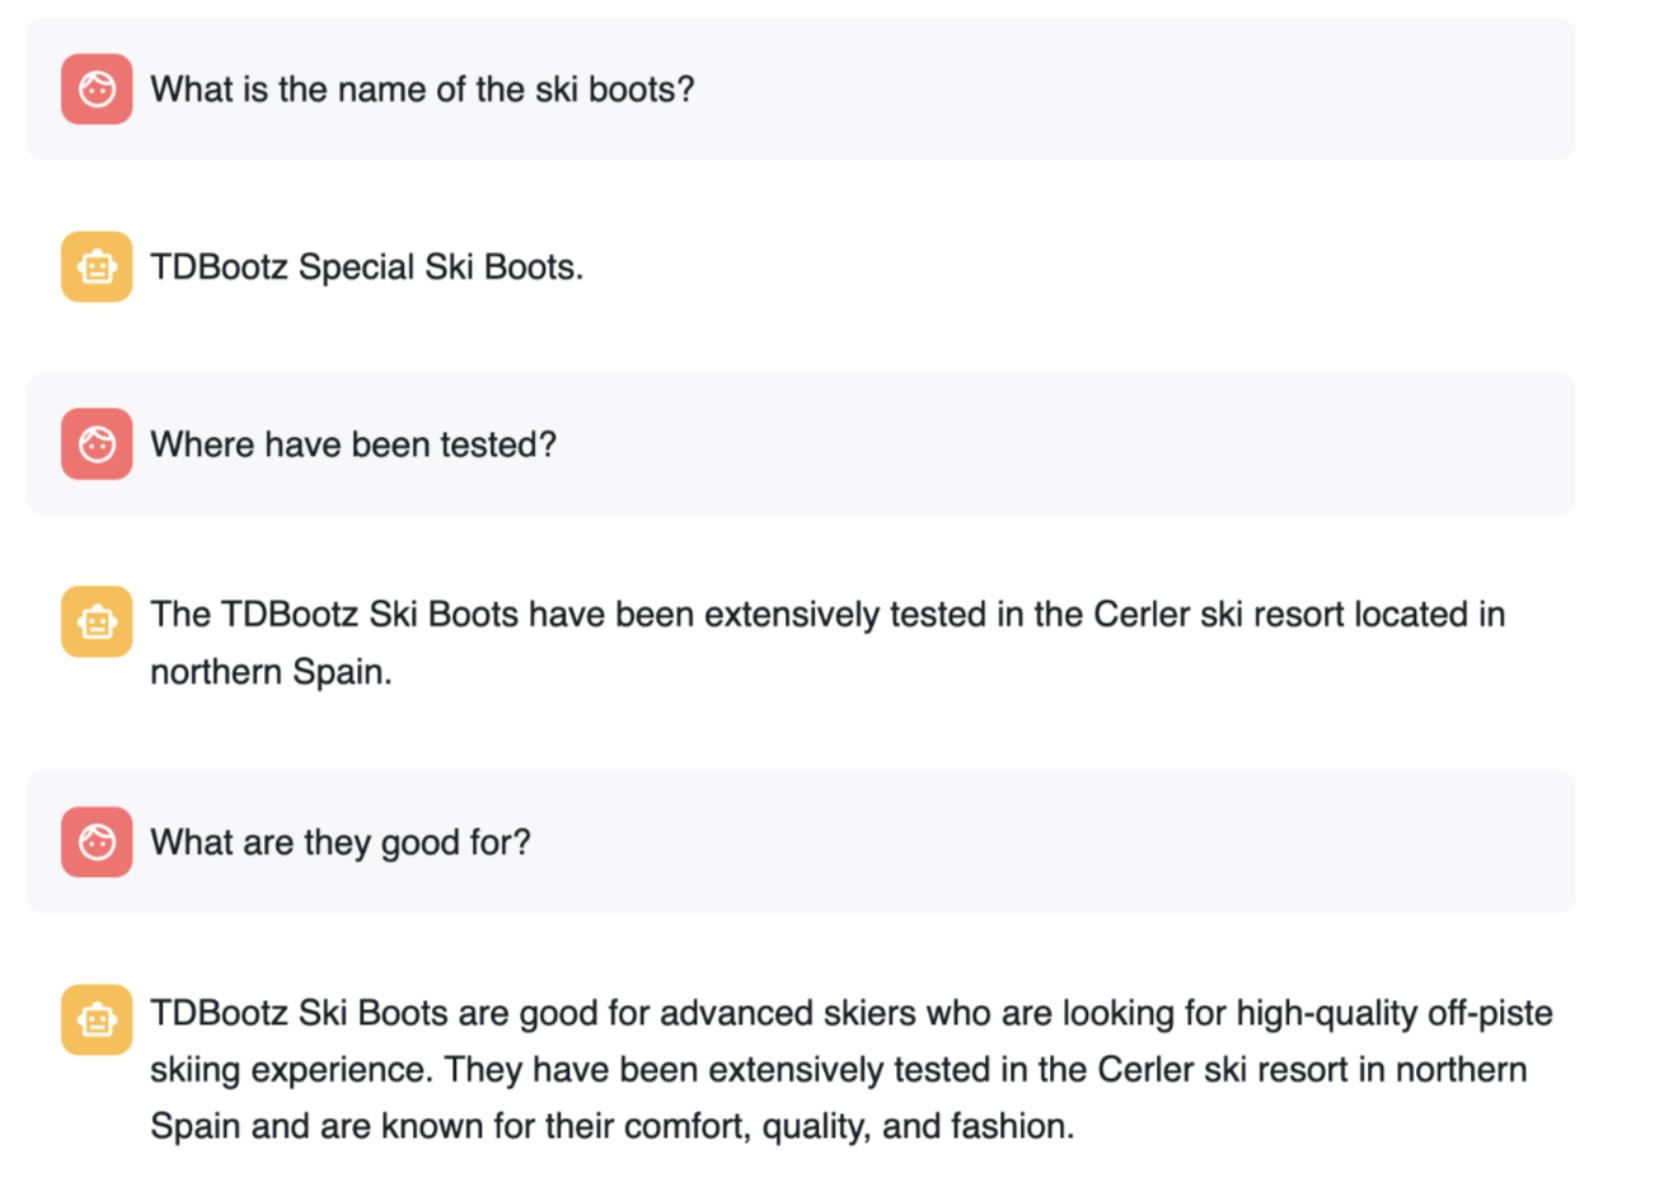 What is the name of the ski boots?
TDBootz Special Ski Boots.
Where have been tested?
The TDBootz Ski Boots have been extensively tested in the Cerler ski resort located in
northern Spain.
What are they good for?
TDBootz Ski Boots are good for advanced skiers who are looking for high-quality off-piste
skiing experience. They have been extensively tested in the Cerler ski resort in northern
Spain and are known for their comfort, quality, and fashion.